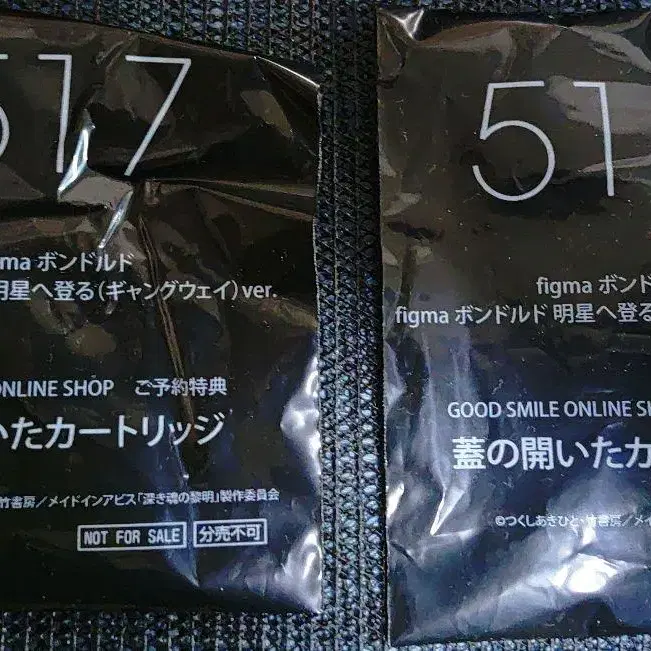 517
gma ボンドルド
明星へ登る(ギャングウェイ)ver.
ONLINE SHOP ご予約特典
いたカートリッジ
竹書房/メイドインアビス「深き魂の黎明」製作委員会
NOT FOR SALE 分売不可
51
figma ボンド
figma ボンドルド 明星へ登る
GOOD SMILE ONLINE SH
蓋の開いたカ
©つくしあきひと・竹書房/メイ